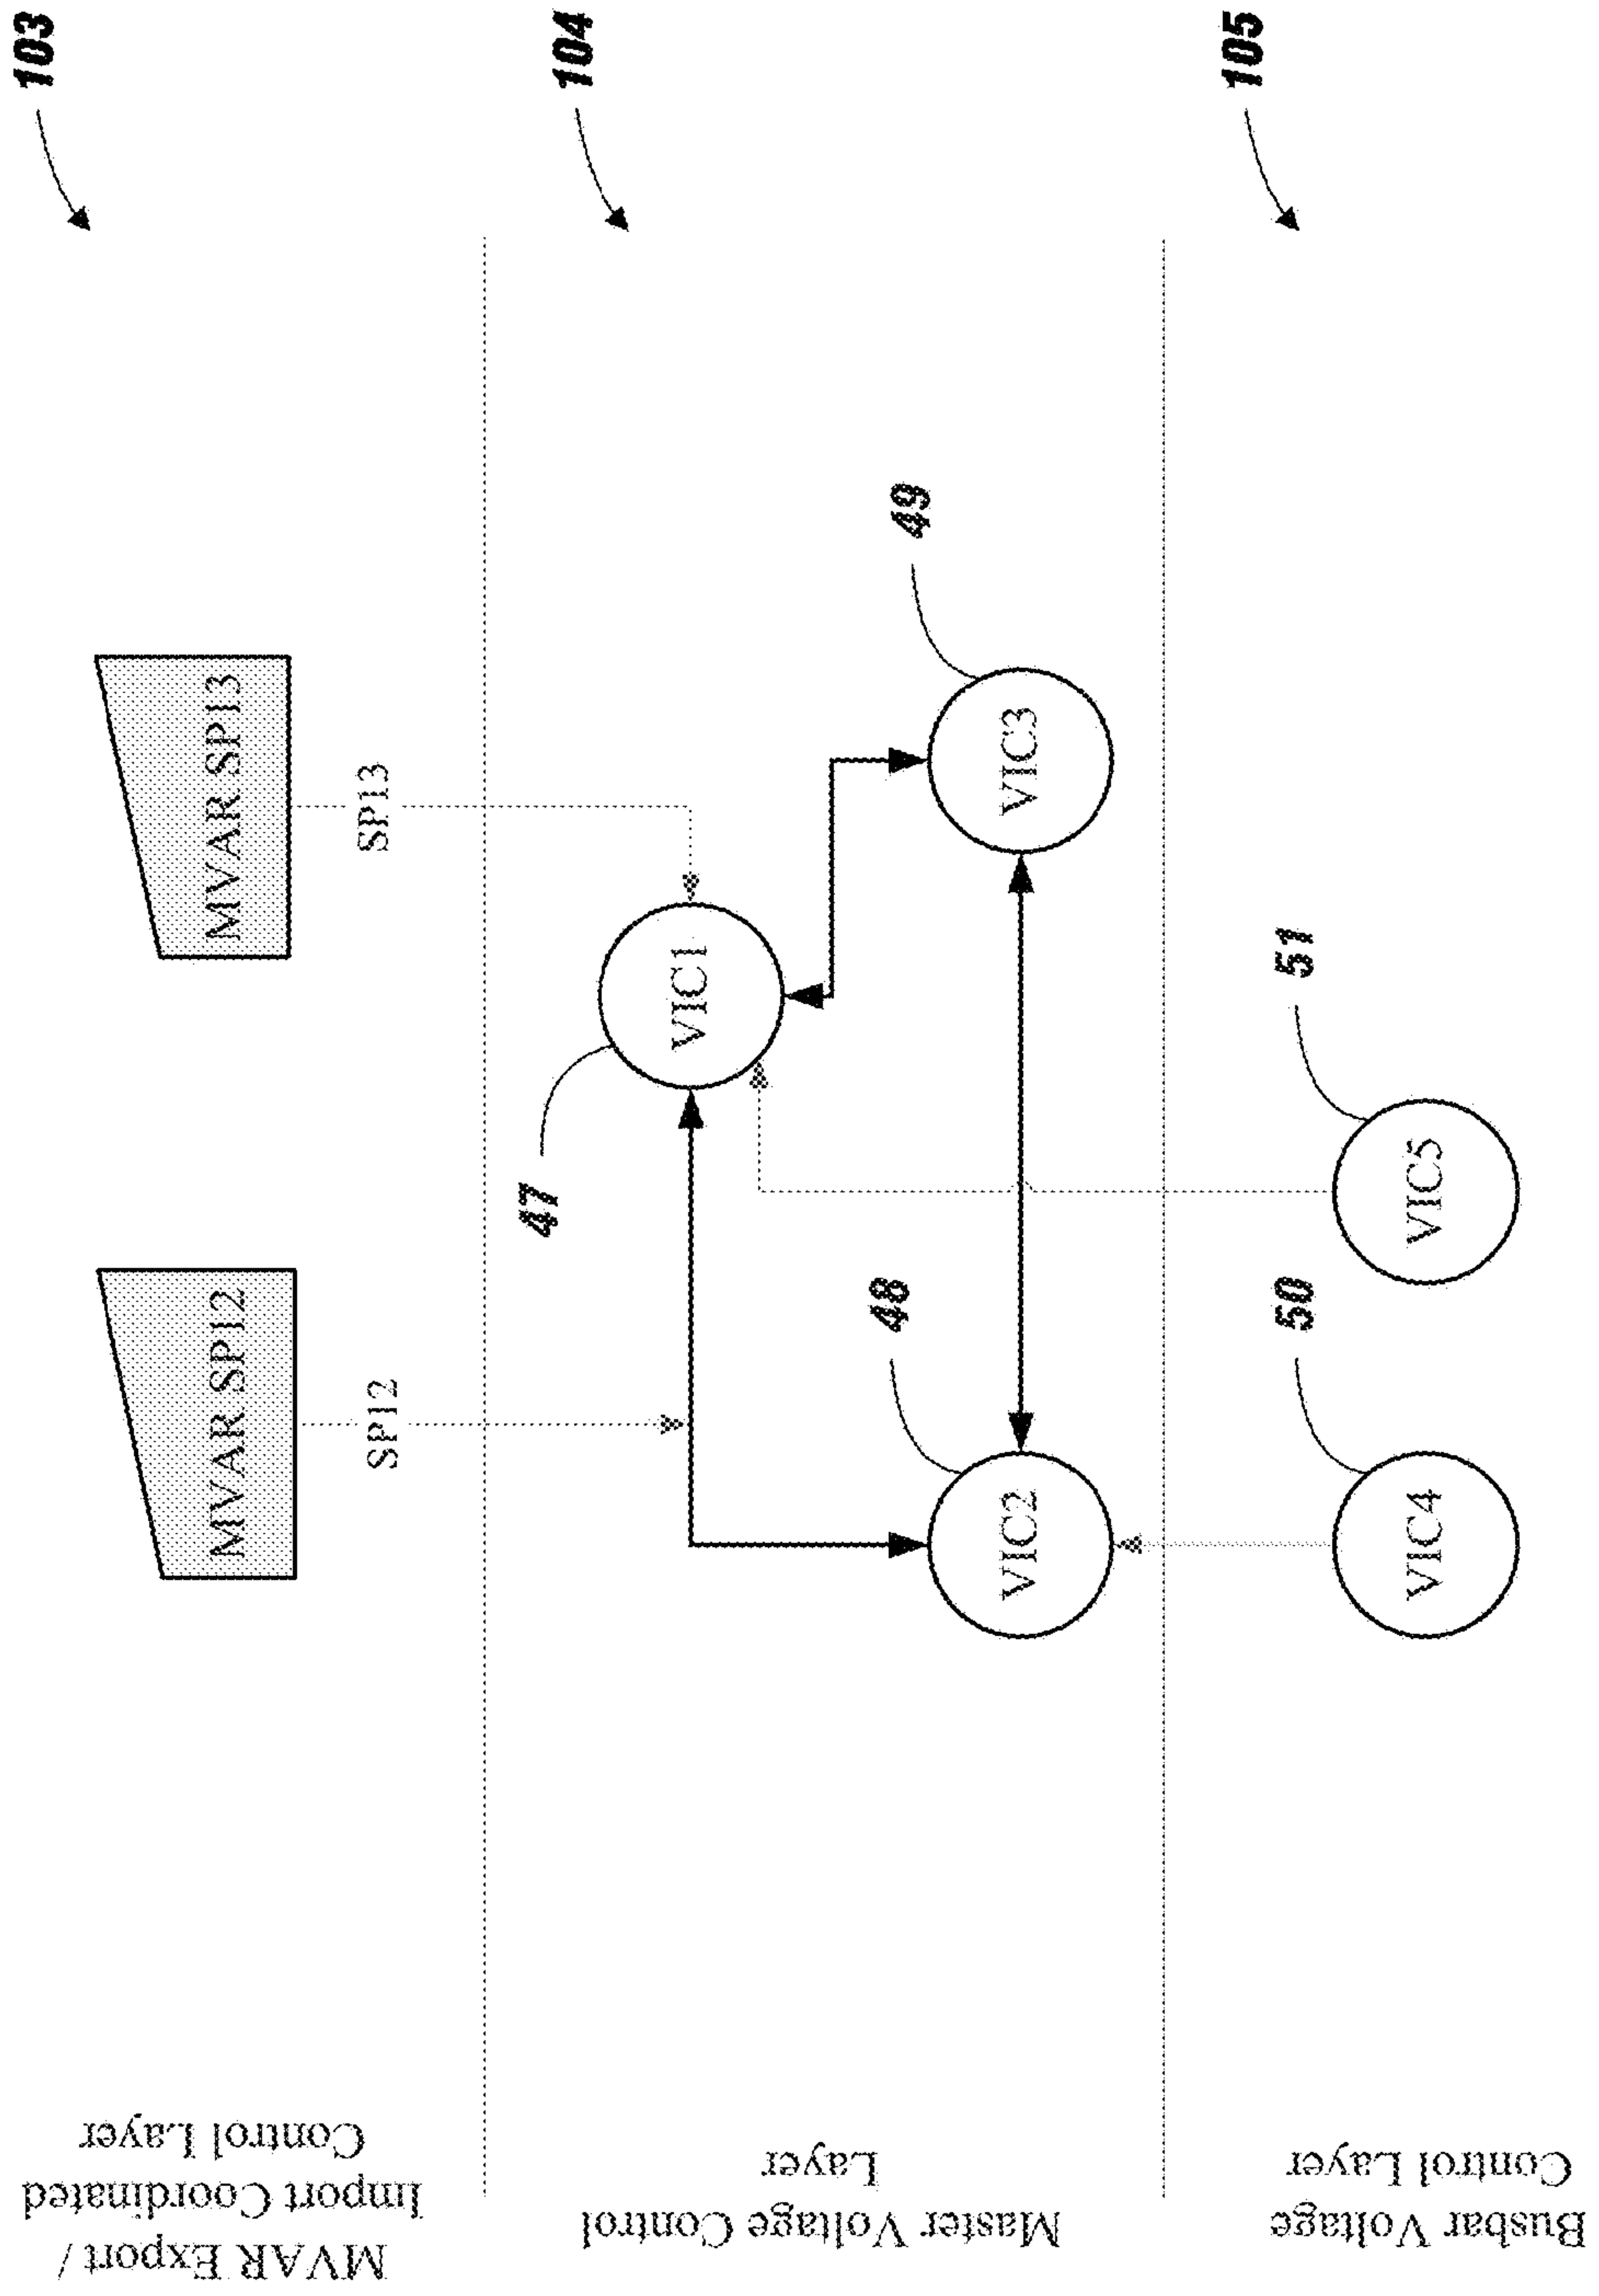 103
MVAR SP12
MVAR SP13
SP12
SP13
MVAR Export /
Import Coordinated
Control Layer
104
47
VIC1
48
49
VIC2
VIC3
Master Voltage Control
Layer
105
50
51
VIC4
VIC5
Busbar Voltage
Control Layer